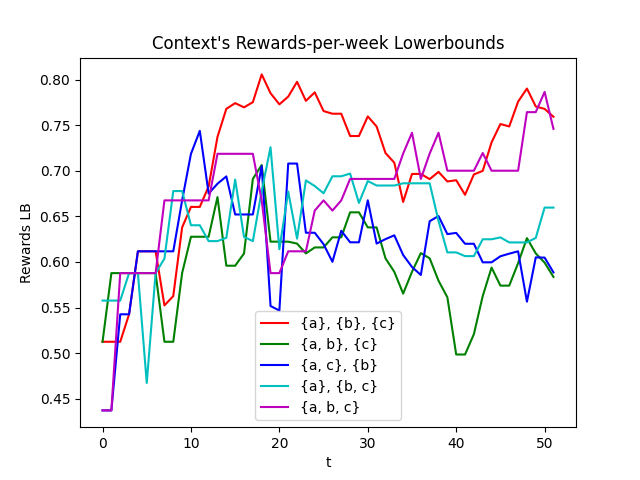 Context's Rewards-per-week Lowerbounds
Rewards LB
0.80
0.75
0.70
0.65
0.60
0.55
0.50
0.45
{a}, {b}, {c}
{a, b}, {c}
{a, c}, {b}
{a}, {b, c}
{a, b, c}
0 10 20 30 40 50
t